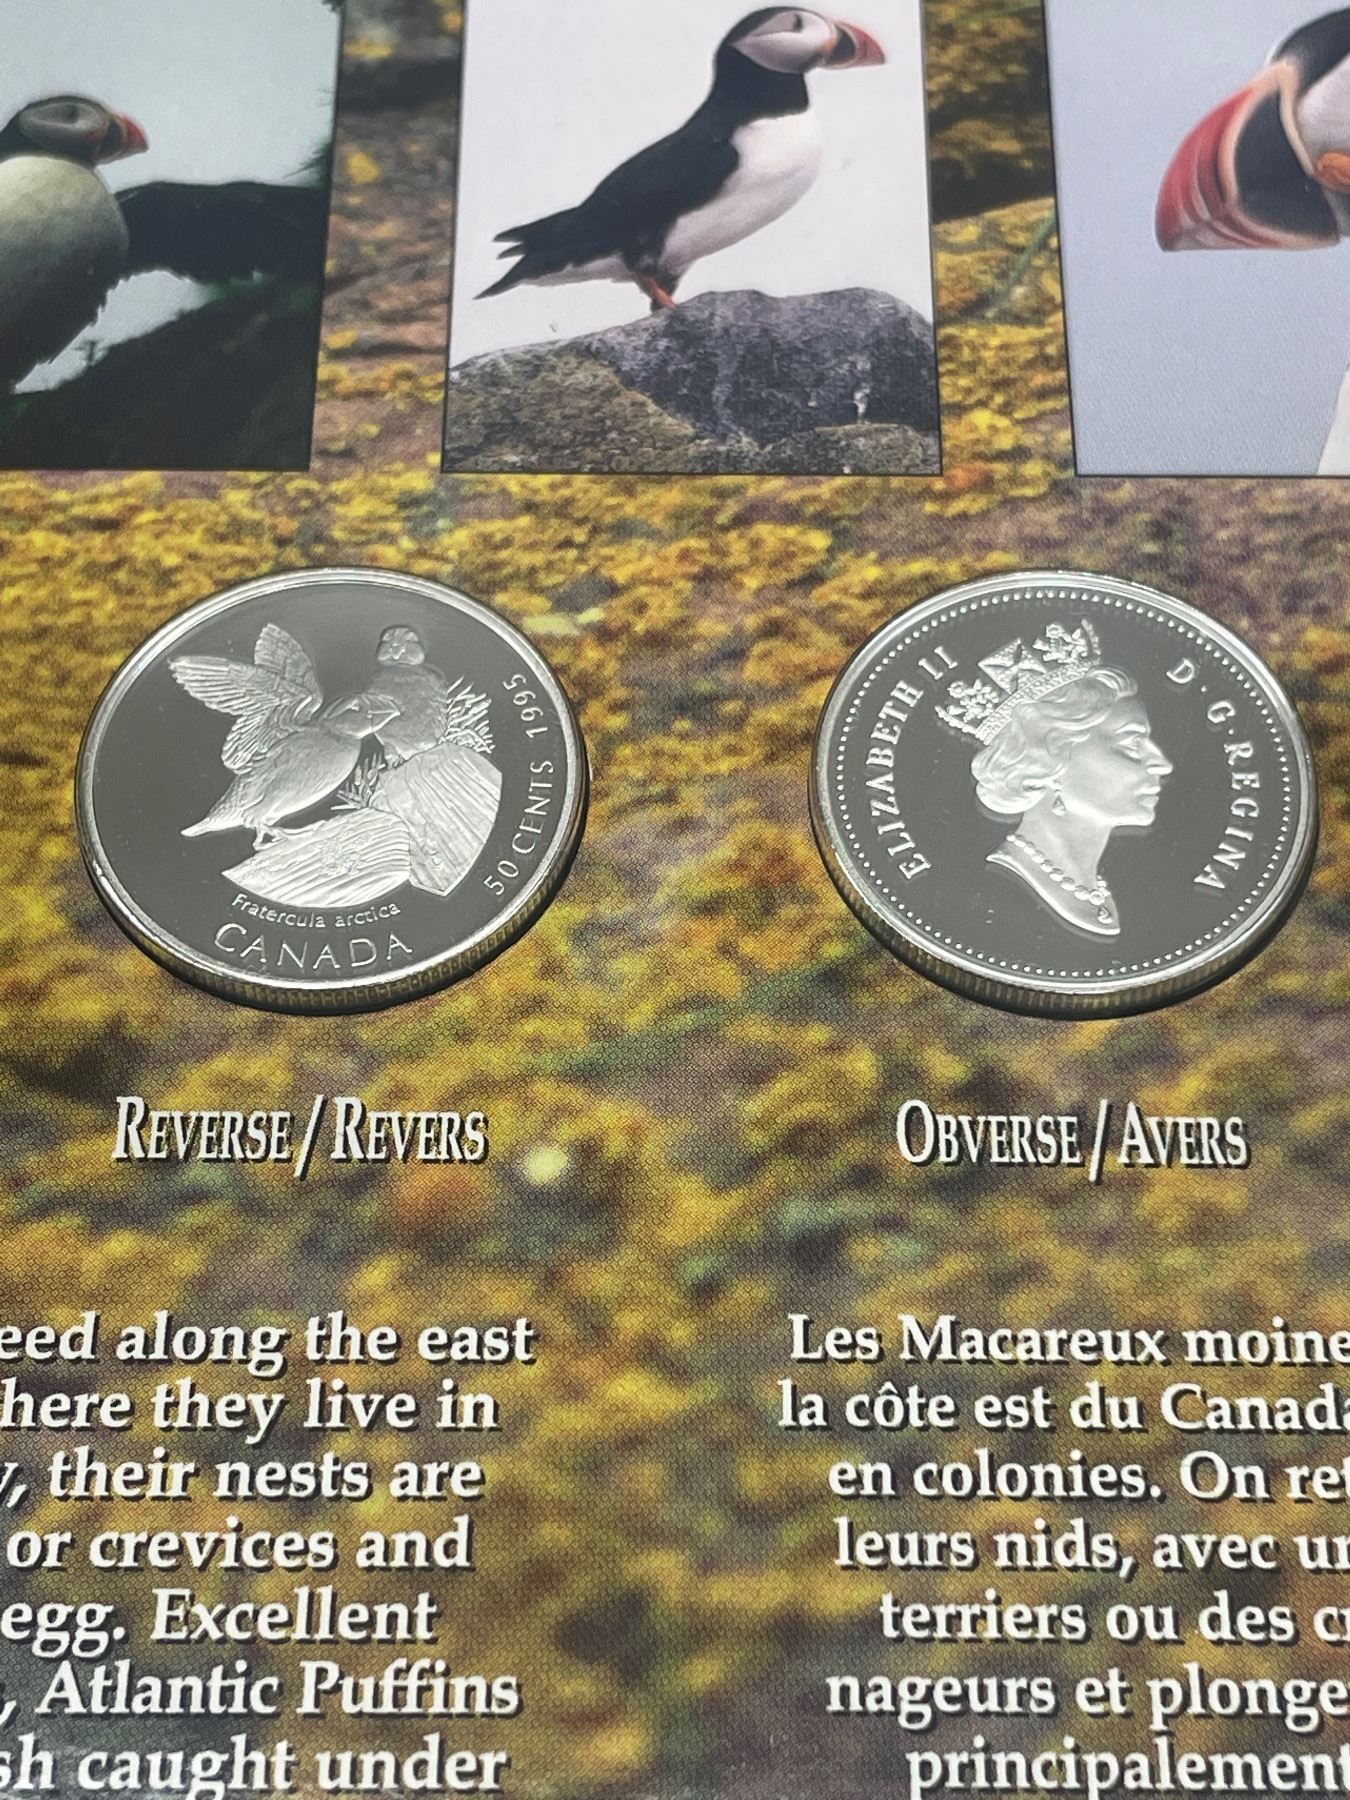 Fratercula arctica
CANADA
50 CENTS 1995
ELIZABETH II
D·G·REGINA
REVERSE / REVERS
OBVERSE / AVERS
eed along the east
here they live in
, their nests are
or crevices and
egg. Excellent
, Atlantic Puffins
sh caught under
Les Macareux moine
la côte est du Canada
en colonies. On ret
leurs nids, avec un
terriers ou des cr
nageurs et plonge
principalement